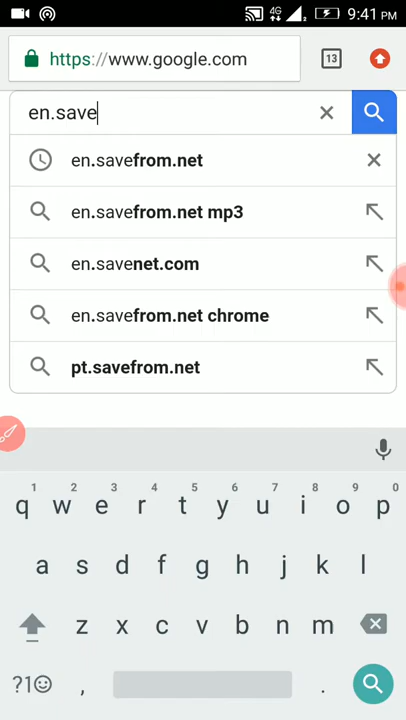 4G 2 9:41 PM
https://www.google.com 13
en.save
en.savefrom.net
en.savefrom.net mp3
en.savenet.com
en.savefrom.net chrome
pt.savefrom.net
1 2 3 4 5 6 7 8 9 0
q w e r t y u i o p
a s d f g h j k l
z x c v b n m
?1☺ , .